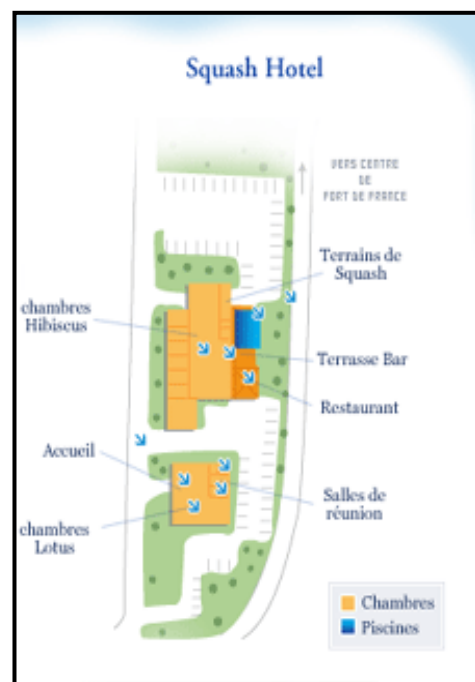 Squash Hotel
VERS CENTRE
DE
FORT DE FRANCE
Terrains de
Squash
chambres
Hibiscus
Terrasse Bar
Restaurant
Accueil
Salles de
réunion
chambres
Lotus
Chambres
Piscines